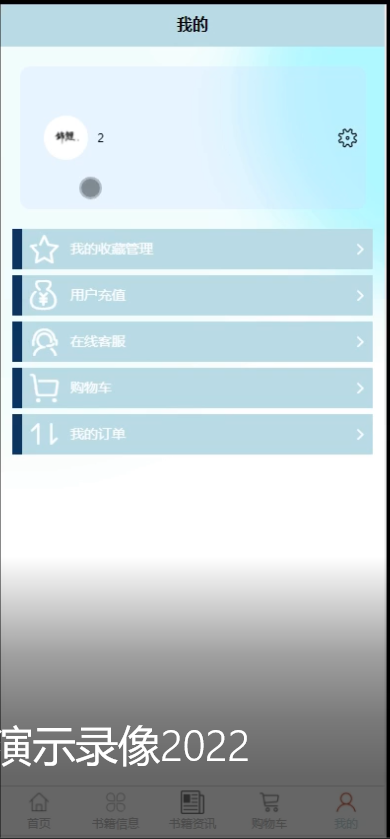 我的
2
我的收藏管理
用户充值
在线客服
购物车
我的订单
演示录像2022
首页
书籍信息
书籍资讯
购物车
我的